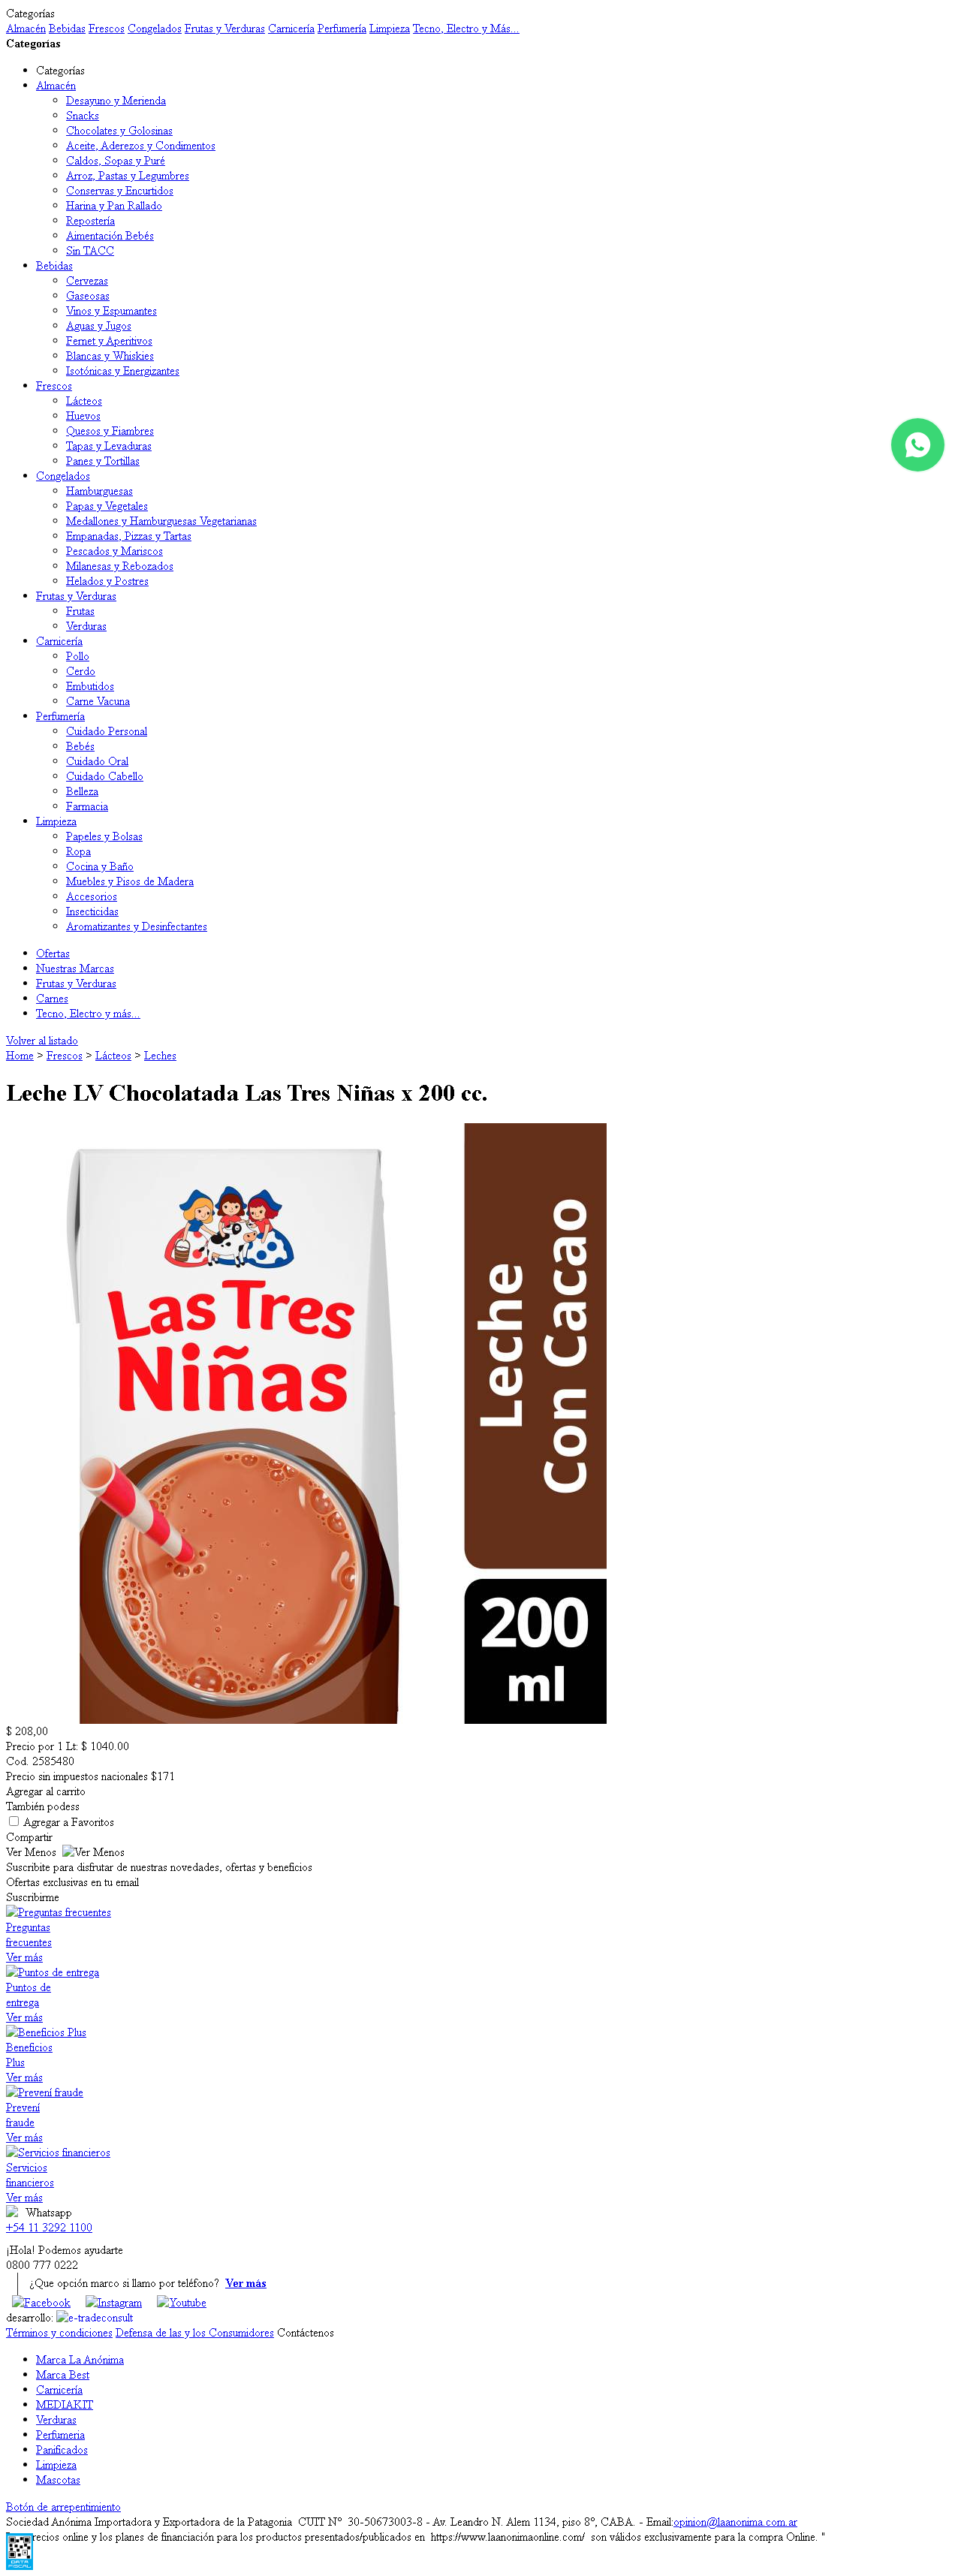 Categorías
Almacén Bebidas Frescos Congelados Frutas y Verduras Carnicería Perfumería Limpieza Tecno, Electro y Más...
Categorías
Categorías
Almacén
Desayuno y Merienda
Snacks
Chocolates y Golosinas
Aceite, Aderezos y Condimentos
Caldos, Sopas y Puré
Arroz, Pastas y Legumbres
Conservas y Encurtidos
Harina y Pan Rallado
Repostería
Aimentación Bebés
Sin TACC
Bebidas
Cervezas
Gaseosas
Vinos y Espumantes
Aguas y Jugos
Fernet y Aperitivos
Blancas y Whiskies
Isotónicas y Energizantes
Frescos
Lácteos
Huevos
Quesos y Fiambres
Tapas y Levaduras
Panes y Tortillas
Congelados
Hamburguesas
Papas y Vegetales
Medallones y Hamburguesas Vegetarianas
Empanadas, Pizzas y Tartas
Pescados y Mariscos
Milanesas y Rebozados
Helados y Postres
Frutas y Verduras
Frutas
Verduras
Carnicería
Pollo
Cerdo
Embutidos
Carne Vacuna
Perfumería
Cuidado Personal
Bebés
Cuidado Oral
Cuidado Cabello
Belleza
Farmacia
Limpieza
Papeles y Bolsas
Ropa
Cocina y Baño
Muebles y Pisos de Madera
Accesorios
Insecticidas
Aromatizantes y Desinfectantes
Ofertas
Nuestras Marcas
Frutas y Verduras
Carnes
Tecno, Electro y más...
Volver al listado
Home > Frescos > Lácteos > Leches
Leche LV Chocolatada Las Tres Niñas x 200 cc.
Las Tres
Niñas
Leche
Con Cacao
200
ml
$ 208,00
Precio por 1 Lt: $ 1040.00
Cod. 2585480
Precio sin impuestos nacionales $171
Agregar al carrito
También podess
Agregar a Favoritos
Compartir
Ver Menos Ver Menos
Suscribite para disfrutar de nuestras novedades, ofertas y beneficios
Ofertas exclusivas en tu email
Suscribirme
Preguntas frecuentes
Preguntas
frecuentes
Ver más
Puntos de entrega
Puntos de
entrega
Ver más
Beneficios Plus
Beneficios
Plus
Ver más
Prevení fraude
Prevení
fraude
Ver más
Servicios financieros
Servicios
financieros
Ver más
Whatsapp
+54 11 3292 1100
¡Hola! Podemos ayudarte
0800 777 0222
¿Que opción marco si llamo por teléfono? Ver más
Facebook Instagram Youtube
desarrollo: e-tradeconsult
Términos y condiciones Defensa de las y los Consumidores Contáctenos
Marca La Anónima
Marca Best
Carnicería
MEDIAKIT
Verduras
Perfumeria
Panificados
Limpieza
Mascotas
Botón de arrepentimiento
Sociedad Anónima Importadora y Exportadora de la Patagonia CUIT Nº 30-50673003-8 - Av. Leandro N. Alem 1134, piso 8º, CABA. - Email:opinion@laanonima.com.ar
recios online y los planes de financiación para los productos presentados/publicados en https://www.laanonimaonline.com/ son válidos exclusivamente para la compra Online. "
DATA
FISCAL